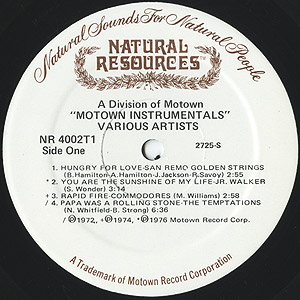 Natural Sounds For Natural People
NATURAL
RESOURCES™
A Division of Motown
"MOTOWN INSTRUMENTALS"
VARIOUS ARTISTS
NR 4002T1
Side One
2725-S
1. HUNGRY FOR LOVE-SAN REMO GOLDEN STRINGS
(B.Hamilton-A.Hamilton-J.Jackson-R.Savoy) 2:55
*2. YOU ARE THE SUNSHINE OF MY LIFE-JR. WALKER
(S. Wonder) 3:14
*3. RAPID FIRE-COMMODORES (M. Williams) 2:58
4. PAPA WAS A ROLLING STONE-THE TEMPTATIONS
(N. Whitfield-B. Strong) 6:36
℗1972, +℗1974, *℗1976 Motown Record Corp.
A Trademark of Motown Record Corporation